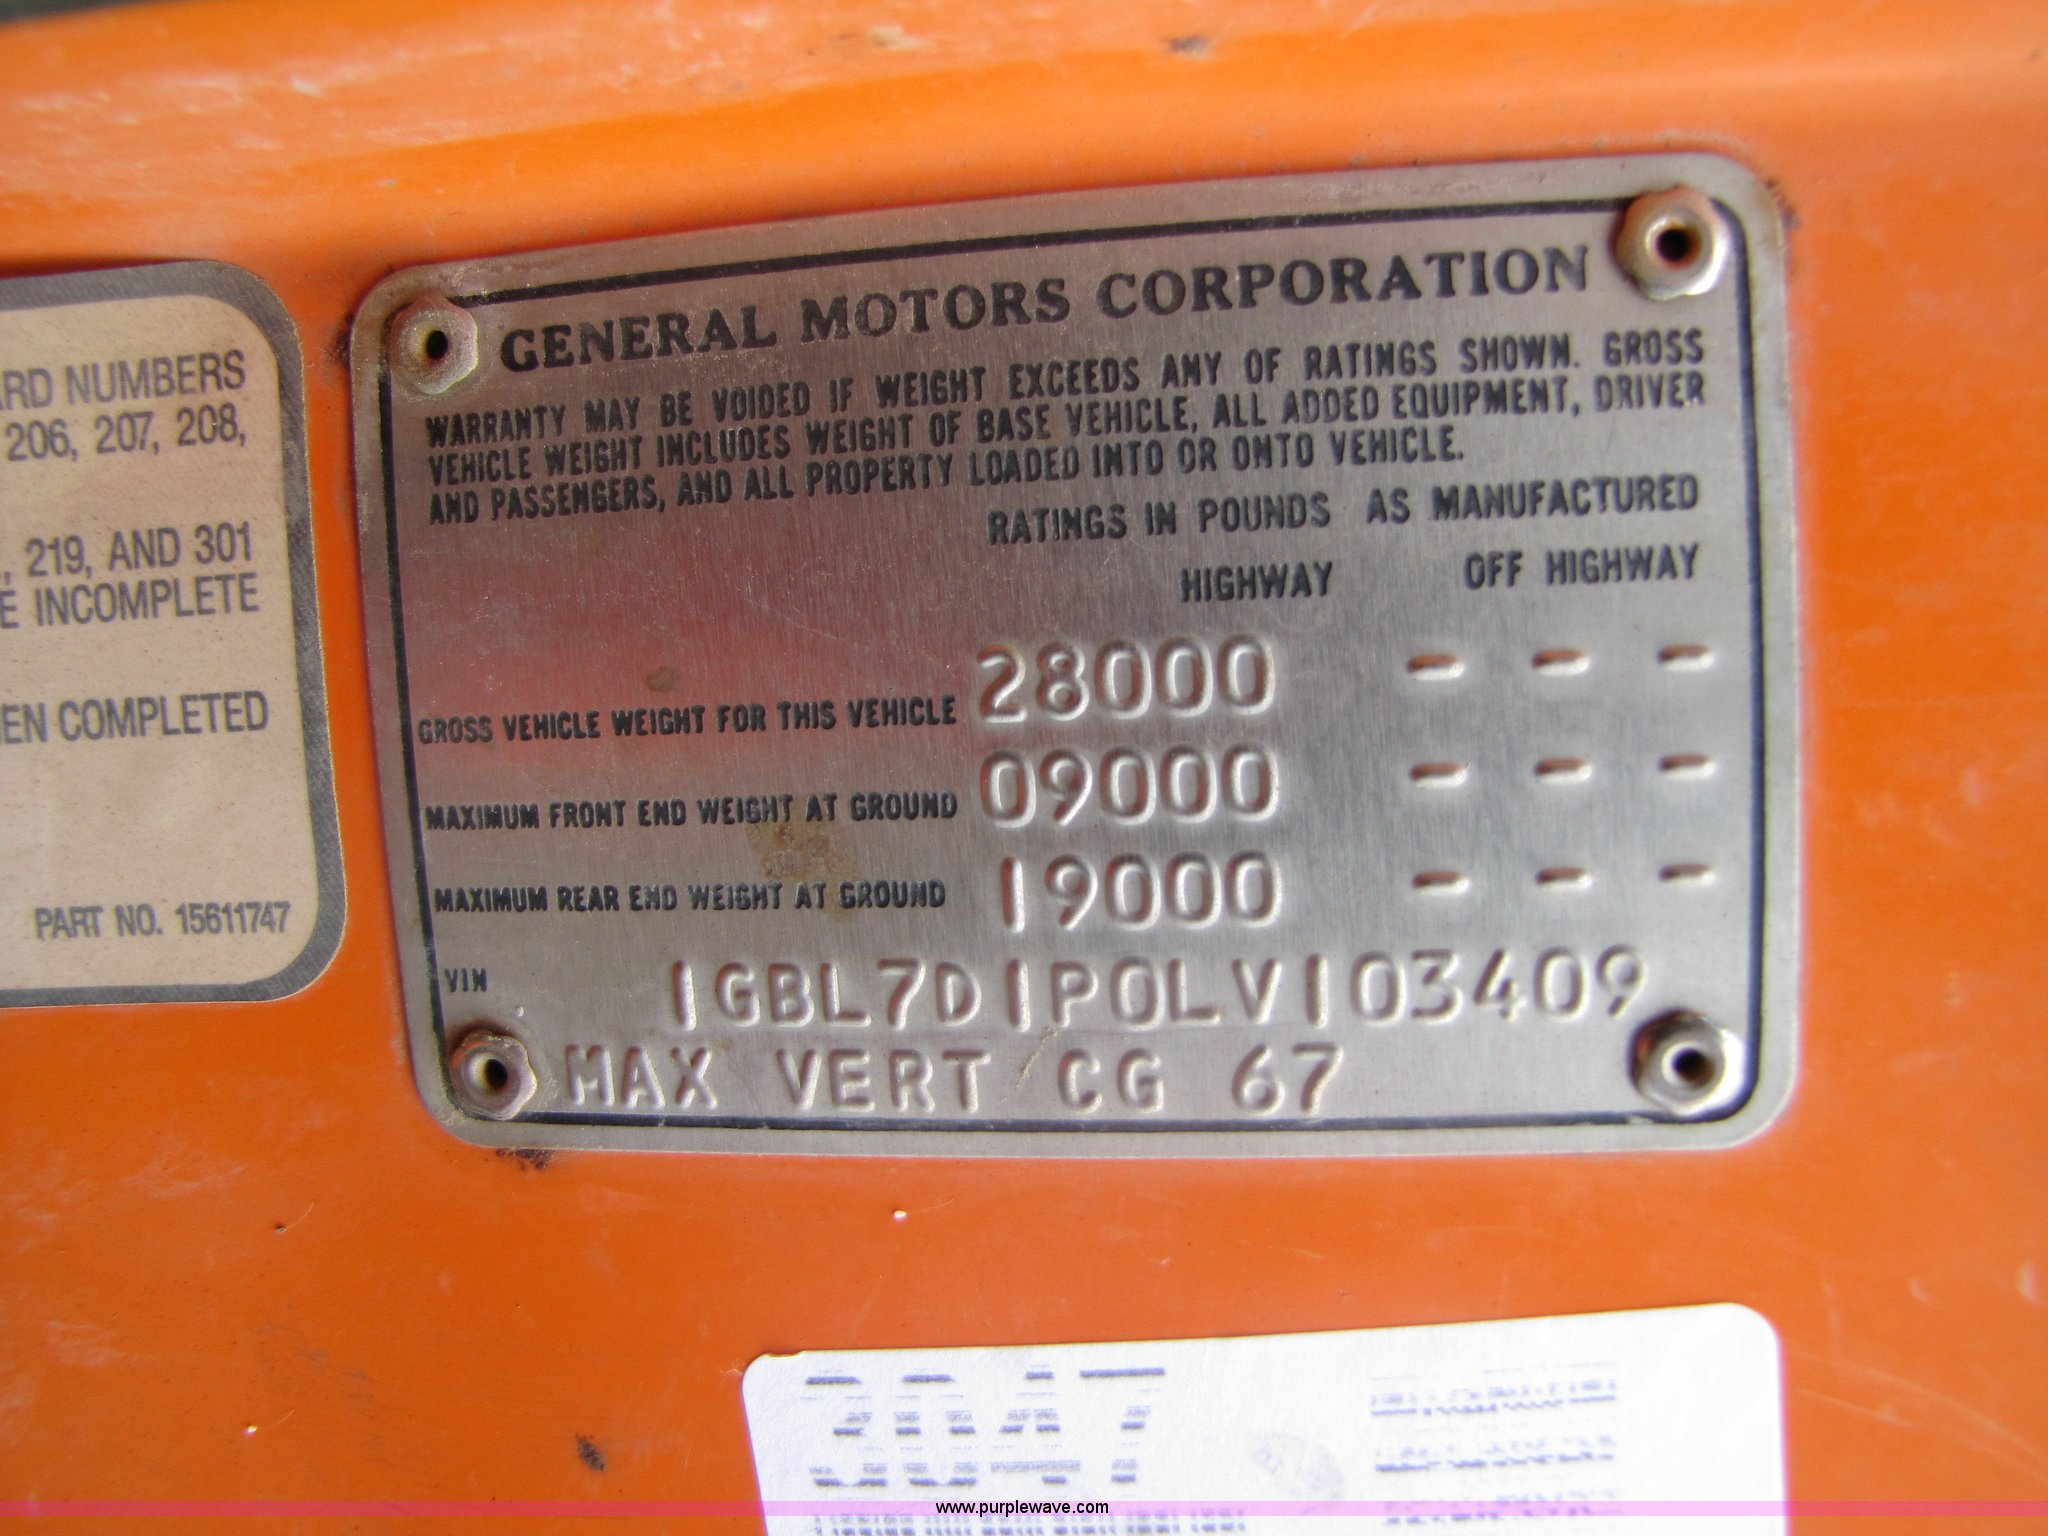 ARD NUMBERS
206, 207, 208,
, 219, AND 301
E INCOMPLETE
EN COMPLETED
PART NO. 15611747
GENERAL MOTORS CORPORATION
WARRANTY MAY BE VOIDED IF WEIGHT EXCEEDS ANY OF RATINGS SHOWN. GROSS
VEHICLE WEIGHT INCLUDES WEIGHT OF BASE VEHICLE, ALL ADDED EQUIPMENT, DRIVER
AND PASSENGERS, AND ALL PROPERTY LOADED INTO OR ONTO VEHICLE.
RATINGS IN POUNDS AS MANUFACTURED
HIGHWAY OFF HIGHWAY
GROSS VEHICLE WEIGHT FOR THIS VEHICLE 28000 - - -
MAXIMUM FRONT END WEIGHT AT GROUND 09000 - - -
MAXIMUM REAR END WEIGHT AT GROUND 19000 - - -
VIN 1GBL7D1P0LV103409
MAX VERT CG 67
3047
www.purplewave.com